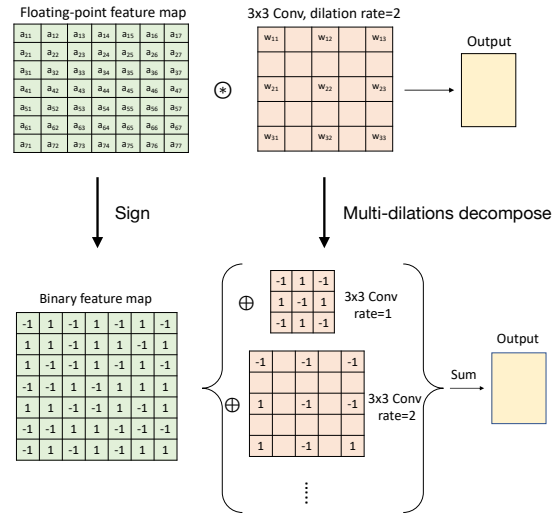 Floating-point feature map
3x3 Conv, dilation rate=2
Output
a11 a12 a13 a14 a15 a16 a17
a21 a22 a23 a24 a25 a26 a27
a31 a32 a33 a34 a35 a36 a37
a41 a42 a43 a44 a45 a46 a47
a51 a52 a53 a54 a55 a56 a57
a61 a62 a63 a64 a65 a66 a67
a71 a72 a73 a74 a75 a76 a77
w11 w12 w13
w21 w22 w23
w31 w32 w33
Sign
Multi-dilations decompose
Binary feature map
-1 1 -1 1 -1 1 -1
1 1 -1 1 -1 -1 1
1 -1 1 -1 -1 1 -1
-1 -1 1 -1 1 1 -1
1 1 -1 1 -1 -1 1
-1 -1 1 -1 1 -1 -1
-1 1 1 -1 -1 1 1
-1 1 -1
1 -1 1
-1 1 -1
3x3 Conv
rate=1
-1 -1 -1
1 -1 -1
1 -1 1
3x3 Conv
rate=2
......
Sum
Output